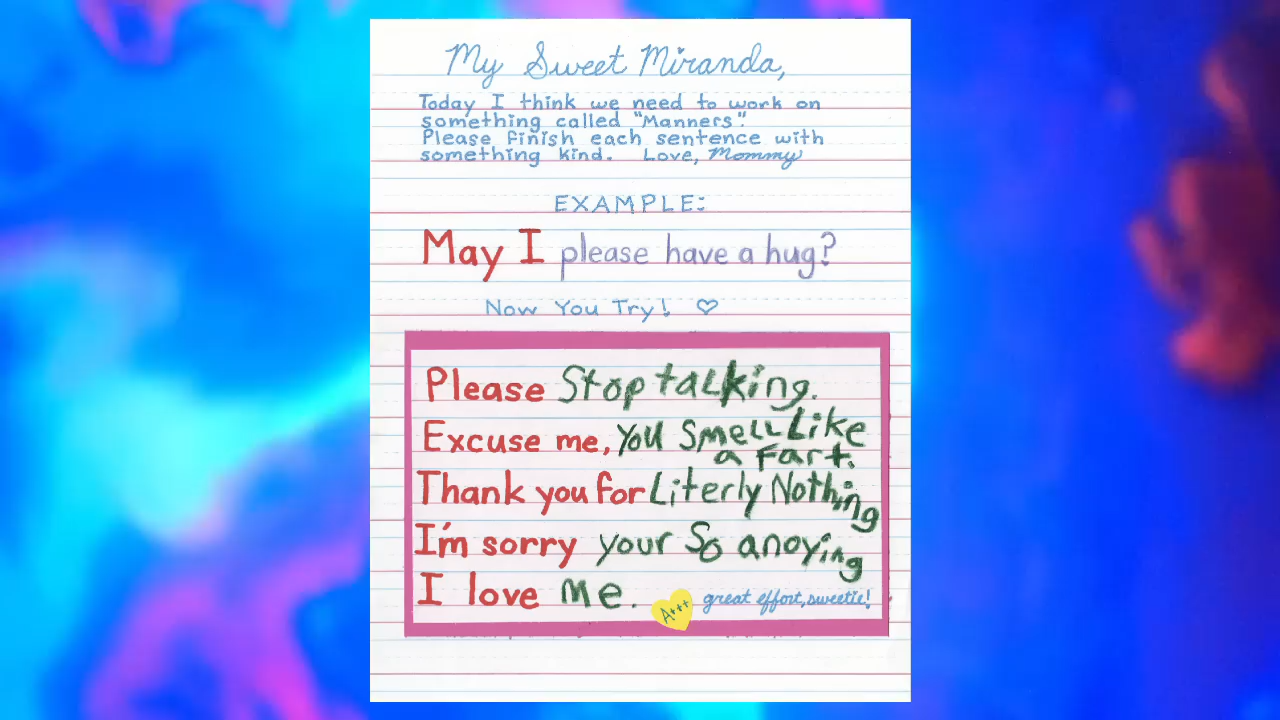 My Sweet Miranda,
Today I think we need to work on
something called "Manners".
Please finish each sentence with
something kind. Love, Mommy
EXAMPLE:
May I please have a hug?
Now You Try! ♡
Please Stop talking.
Excuse me, you smell Like
a fart.
Thank you for Literly Nothing
I'm sorry your So anoying
I love me.
A+++ great effort, sweetie!